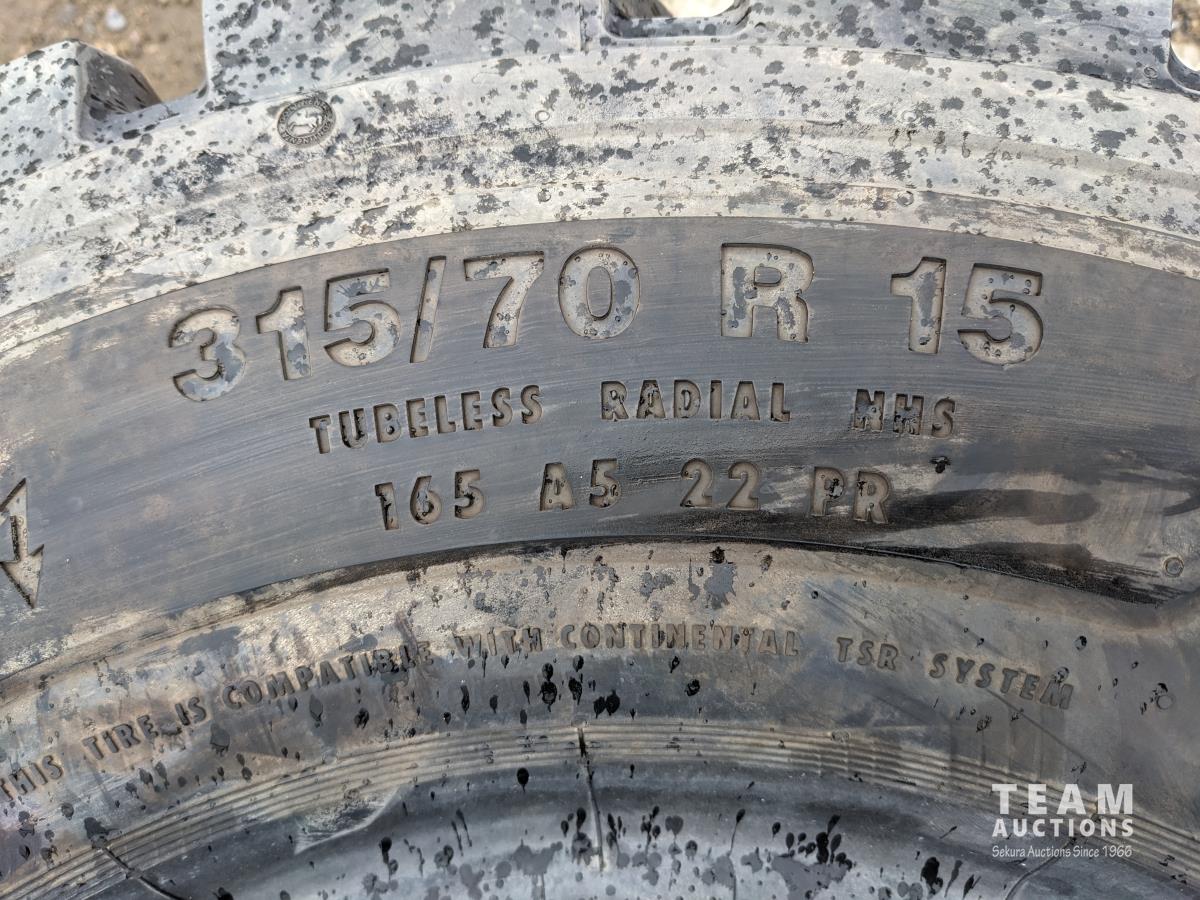 315/70 R 15
TUBELESS RADIAL NHS
165 A5 22 PR
THIS TIRE IS COMPATIBLE WITH CONTINENTAL TSR SYSTEM
TEAM
AUCTIONS
Sekura Auctions Since 1966